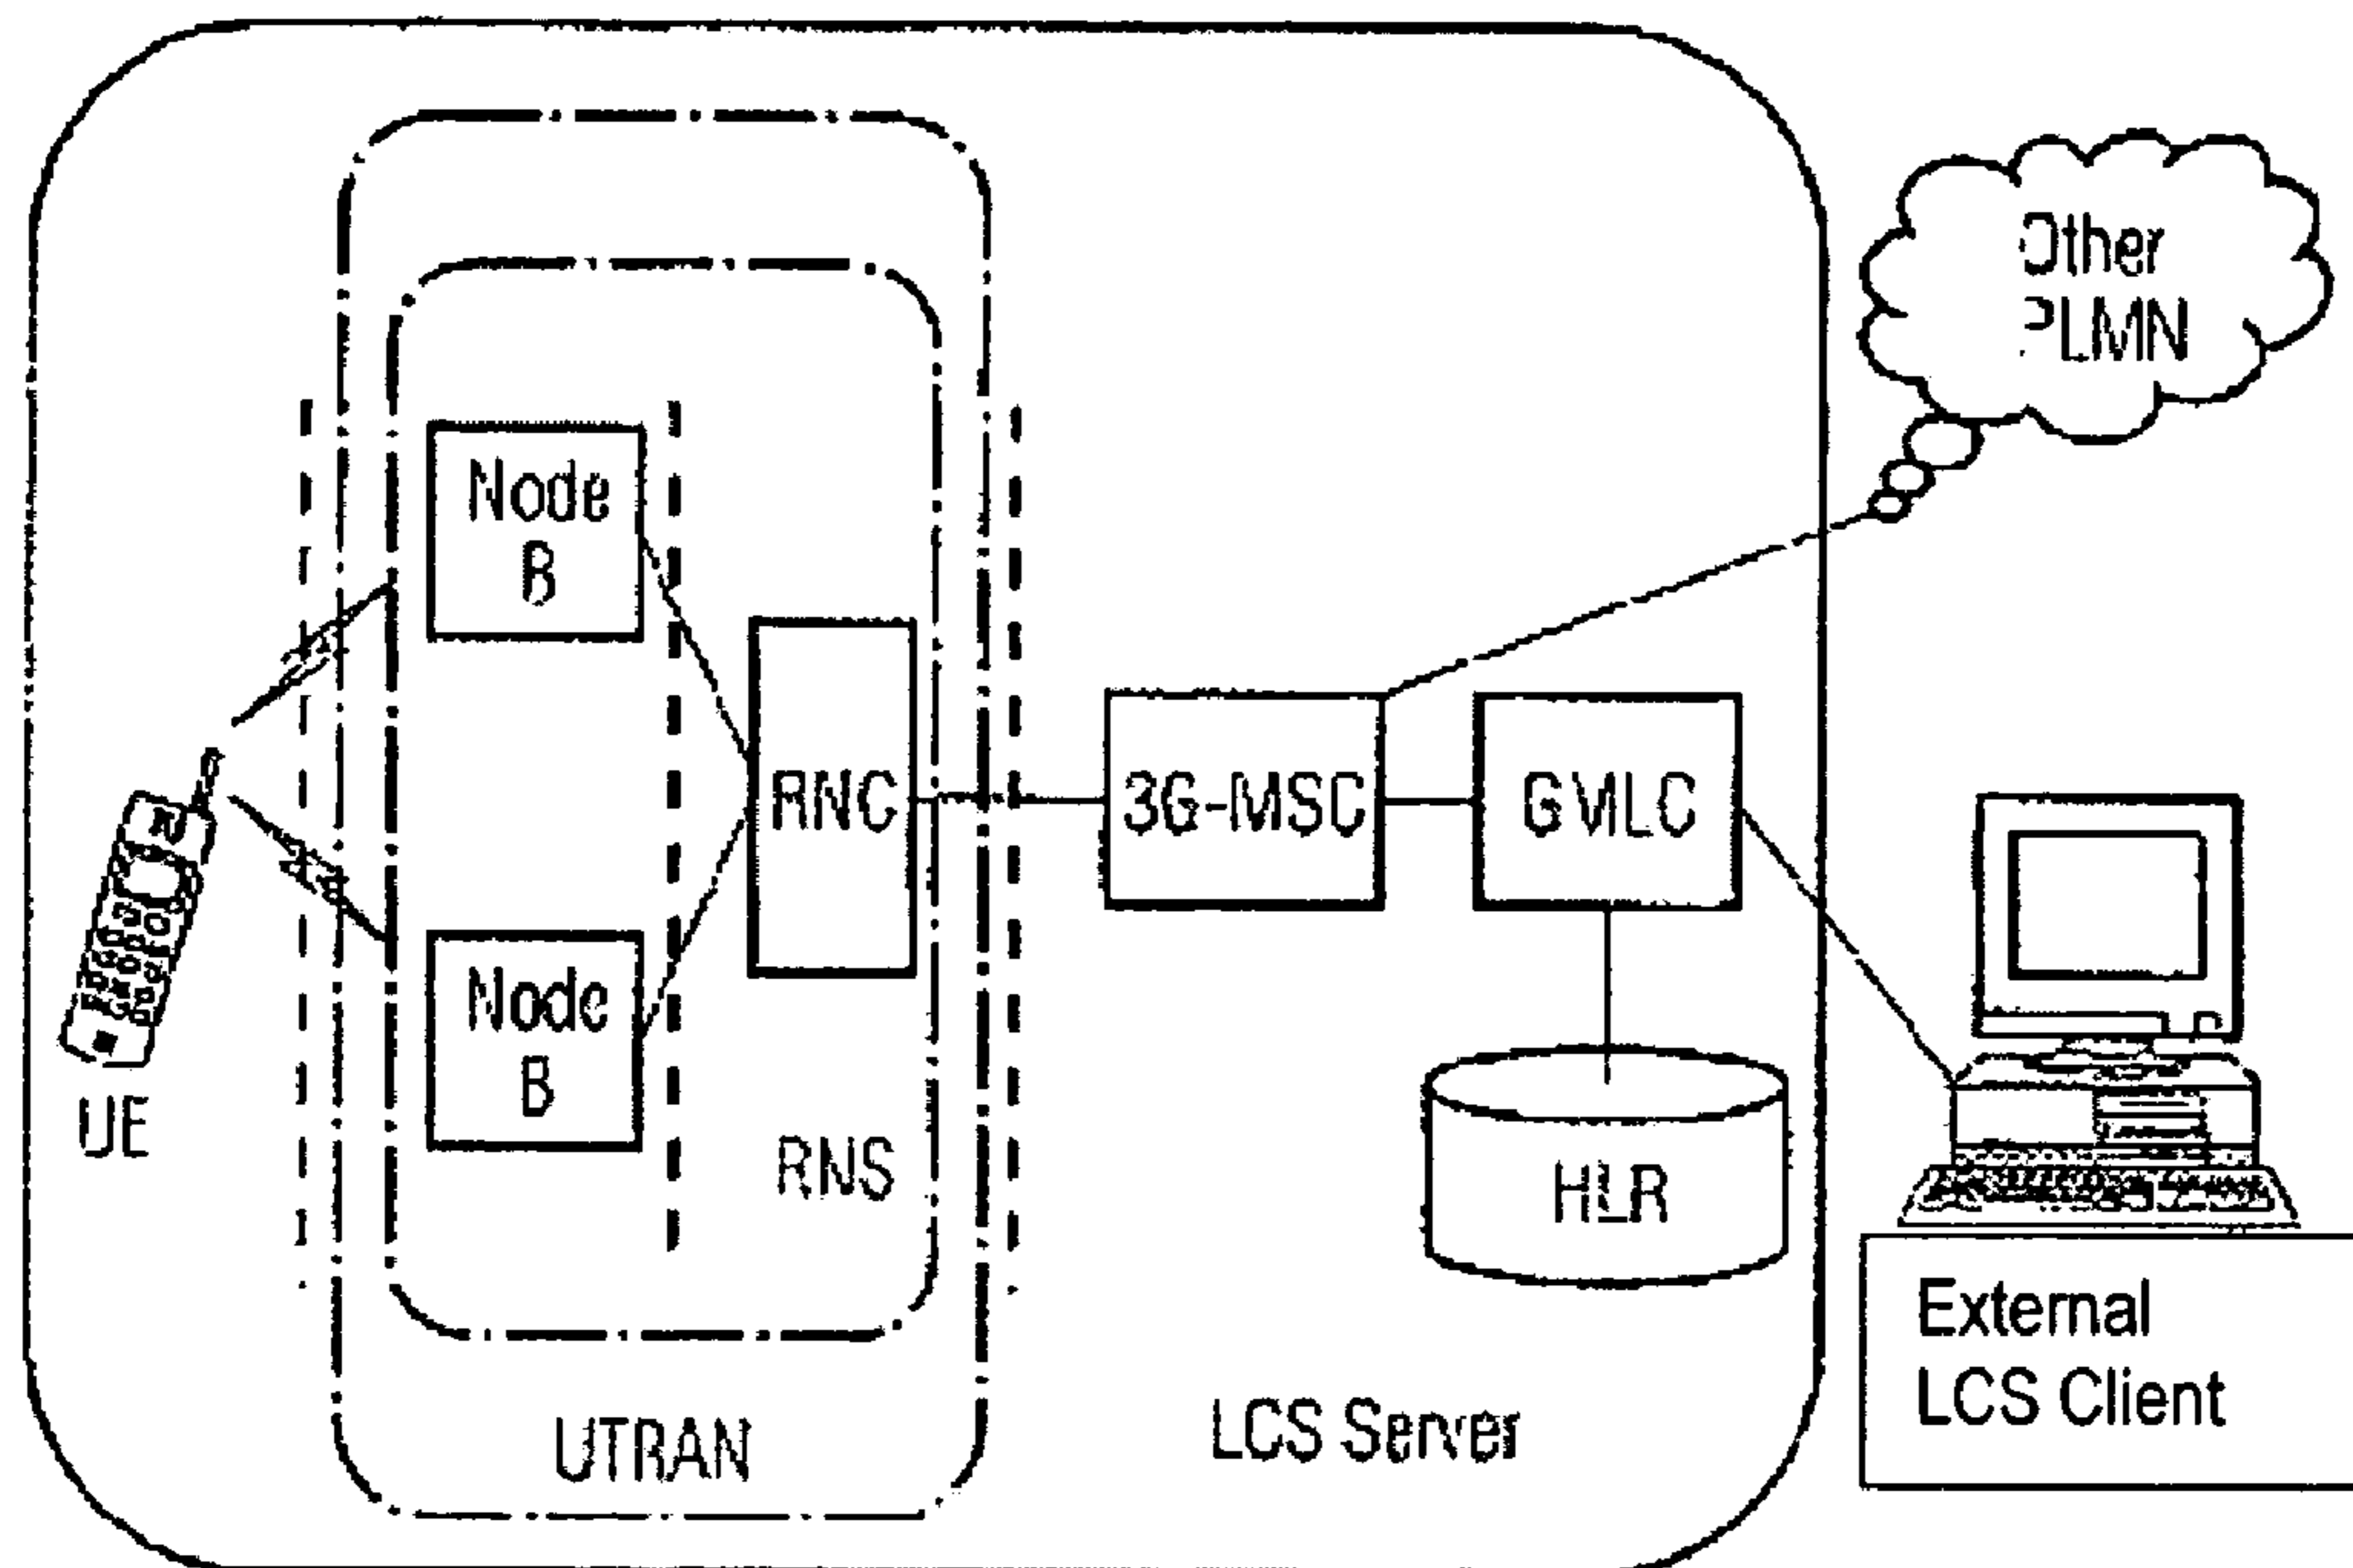 Other
PLMN
Node
B
RNC
3G-MSC
GMLC
Node
B
UE
RNS
HLR
External
LCS Client
UTRAN
LCS Server